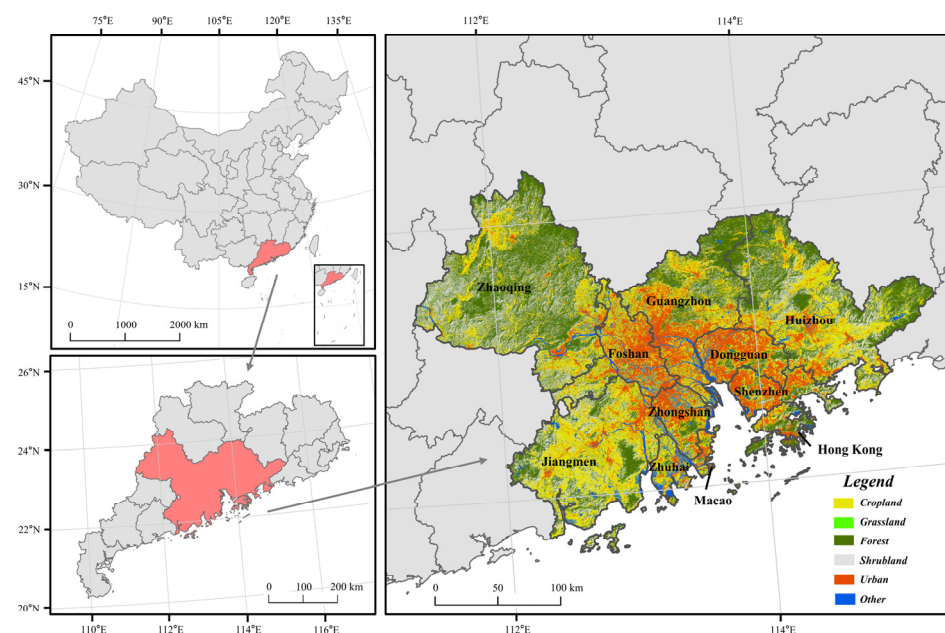 75°E 90°E 105°E 120°E 135°E
45°N
30°N
15°N
0 1000 2000 km
26°N
24°N
22°N
20°N
0 100 200 km
110°E 112°E 114°E 116°E
112°E 114°E
Zhaoqing
Guangzhou
Huizhou
Foshan
Dongguan
Shenzhen
Zhongshan
Hong Kong
Jiangmen
Zhuhai
Macao
Legend
Cropland
Grassland
Forest
Shrubland
Urban
Other
0 50 100 km
112°E 114°E